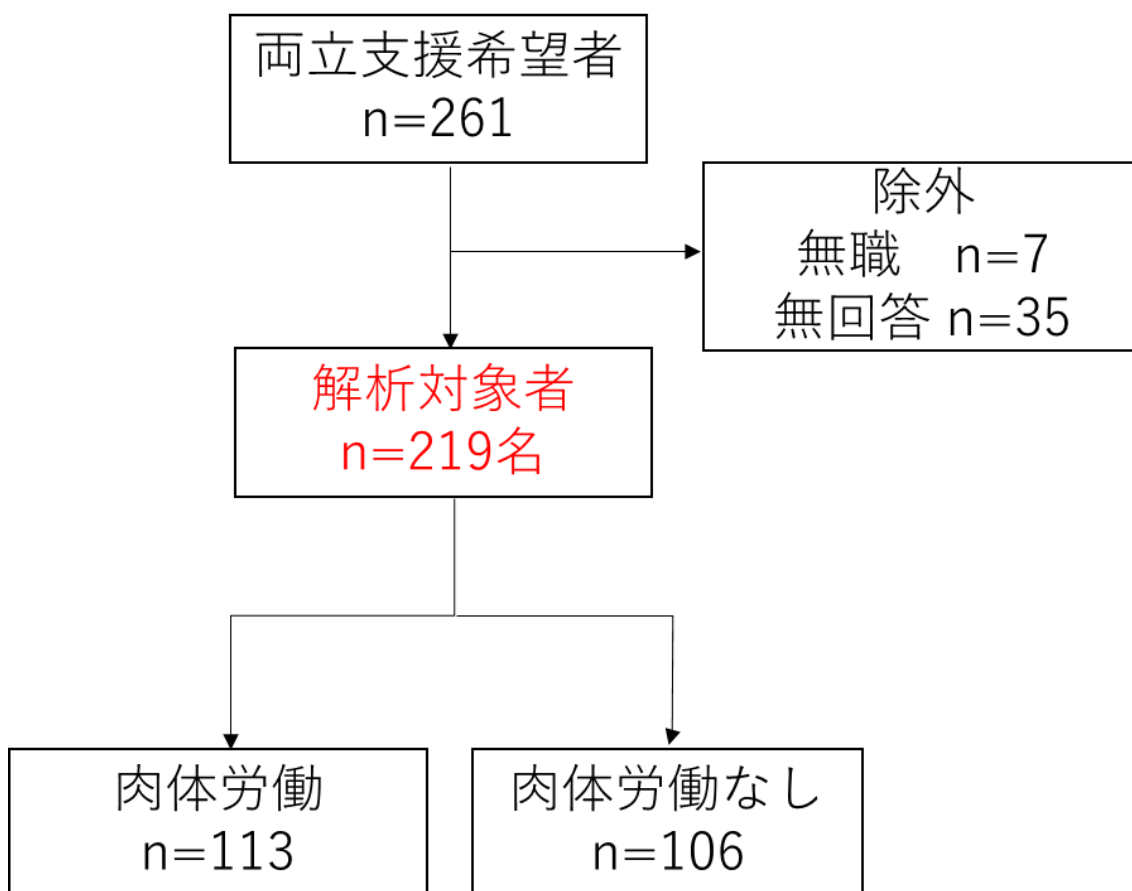 両立支援希望者
n=261
除外
無職　n=7
無回答 n=35
解析対象者
n=219名
肉体労働
n=113
肉体労働なし
n=106